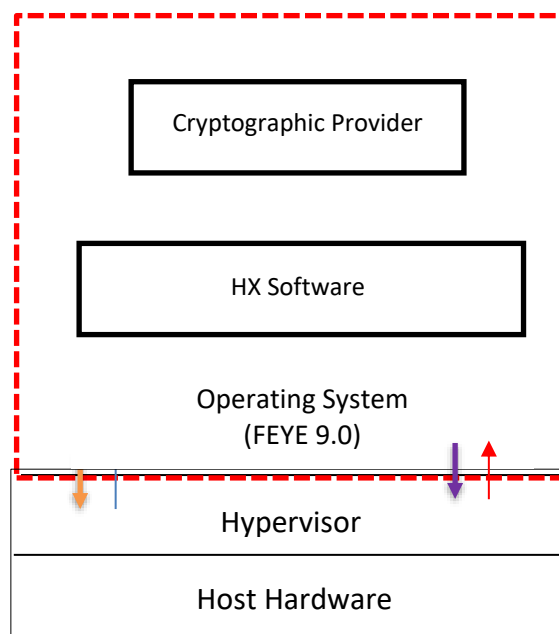 Cryptographic Provider
HX Software
Operating System
(FEYE 9.0)
Hypervisor
Host Hardware